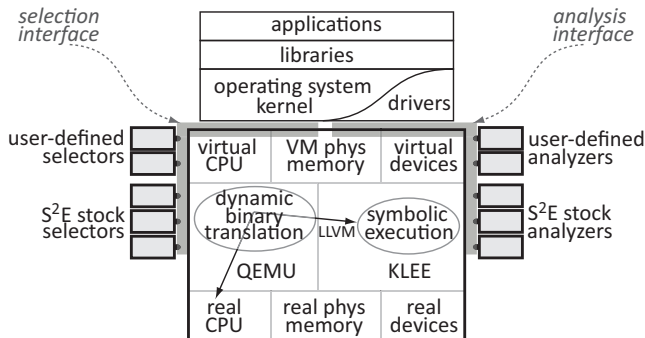 selection
interface
applications
analysis
interface
libraries
operating system
kernel
drivers
user-defined
selectors
virtual
CPU
VM phys
memory
virtual
devices
user-defined
analyzers
S²E stock
selectors
dynamic
binary
translation
LLVM
symbolic
execution
S²E stock
analyzers
QEMU
KLEE
real
CPU
real phys
memory
real
devices